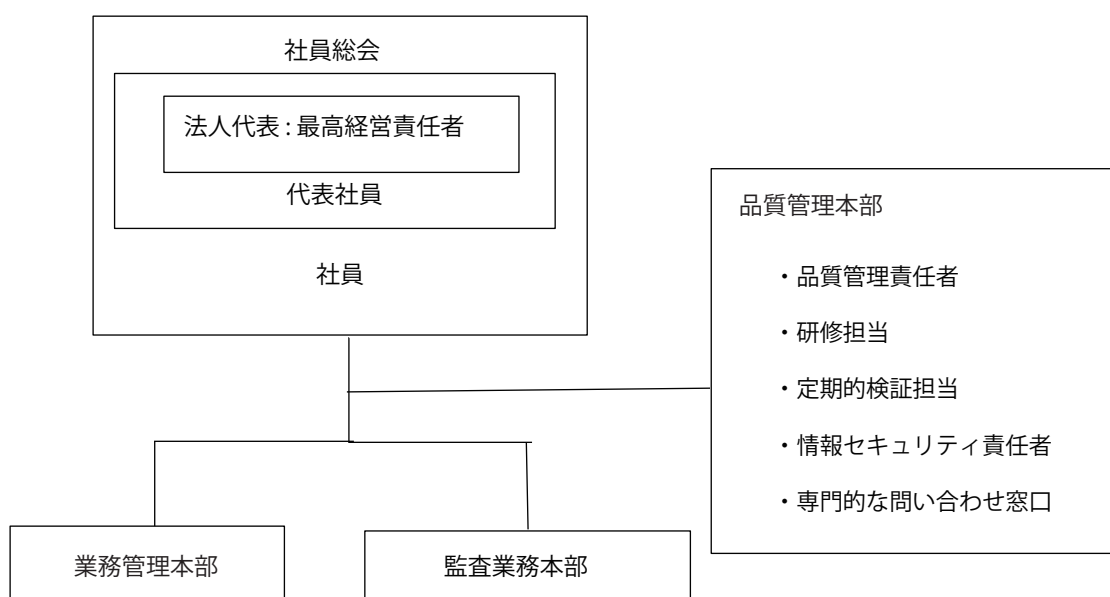 社員総会
法人代表 : 最高経営責任者
代表社員
社員
品質管理本部
・品質管理責任者
・研修担当
・定期的検証担当
・情報セキュリティ責任者
・専門的な問い合わせ窓口
業務管理本部
監査業務本部